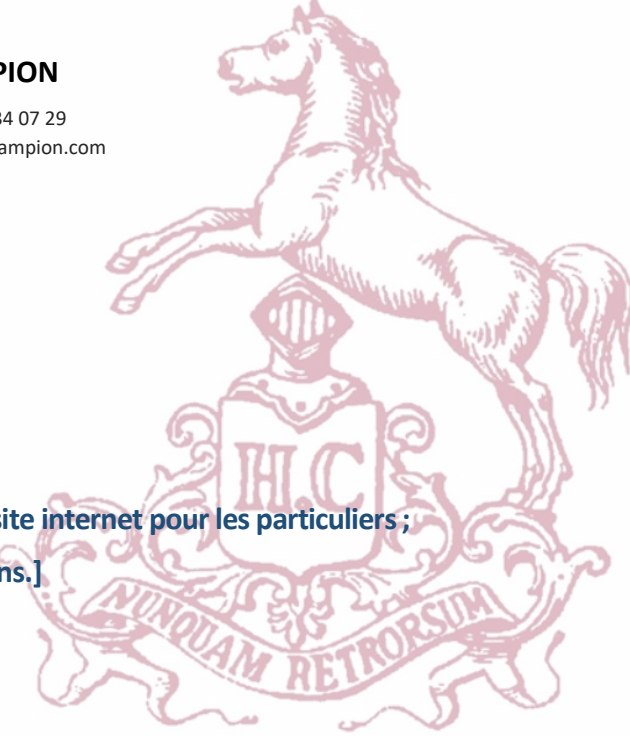 PION
34 07 29
ampion.com
H.C
site internet pour les particuliers ;
ns.]
NUNQUAM RETRORSUM